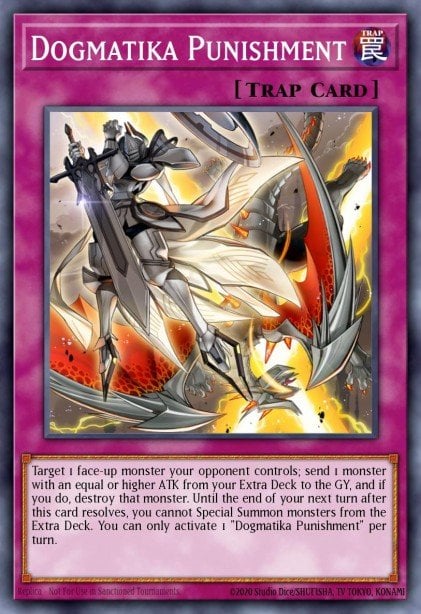 DOGMATIKA PUNISHMENT
TRAP
罠
[TRAP CARD]
Target 1 face-up monster your opponent controls; send 1 monster
with an equal or higher ATK from your Extra Deck to the GY, and if
you do, destroy that monster. Until the end of your next turn after
this card resolves, you cannot Special Summon monsters from the
Extra Deck. You can only activate 1 "Dogmatika Punishment" per
turn.
Replica - Not For Use in Sanctioned Tournaments
©2020 Studio Dice/SHUEISHA, TV TOKYO, KONAMI